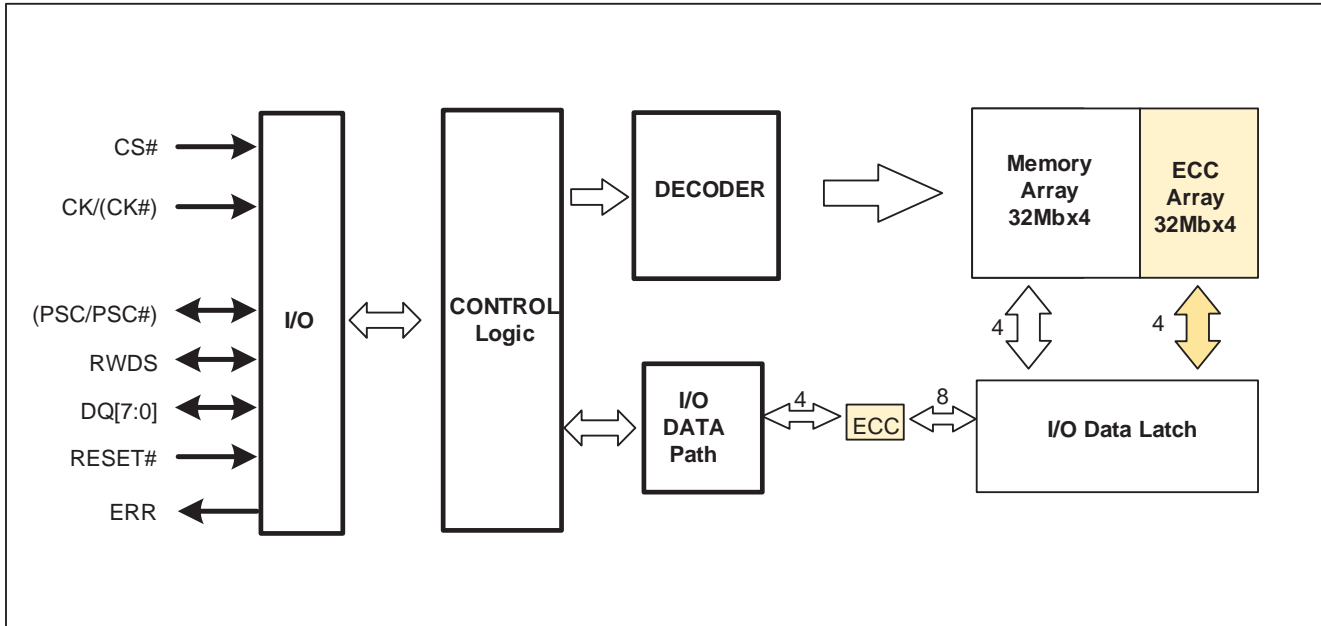 CS#
CK/(CK#)
(PSC/PSC#)
RWDS
DQ[7:0]
RESET#
ERR
I/O
CONTROL
Logic
DECODER
Memory
Array
32Mbx4
ECC
Array
32Mbx4
4
4
I/O
DATA
Path
4
ECC
8
I/O Data Latch